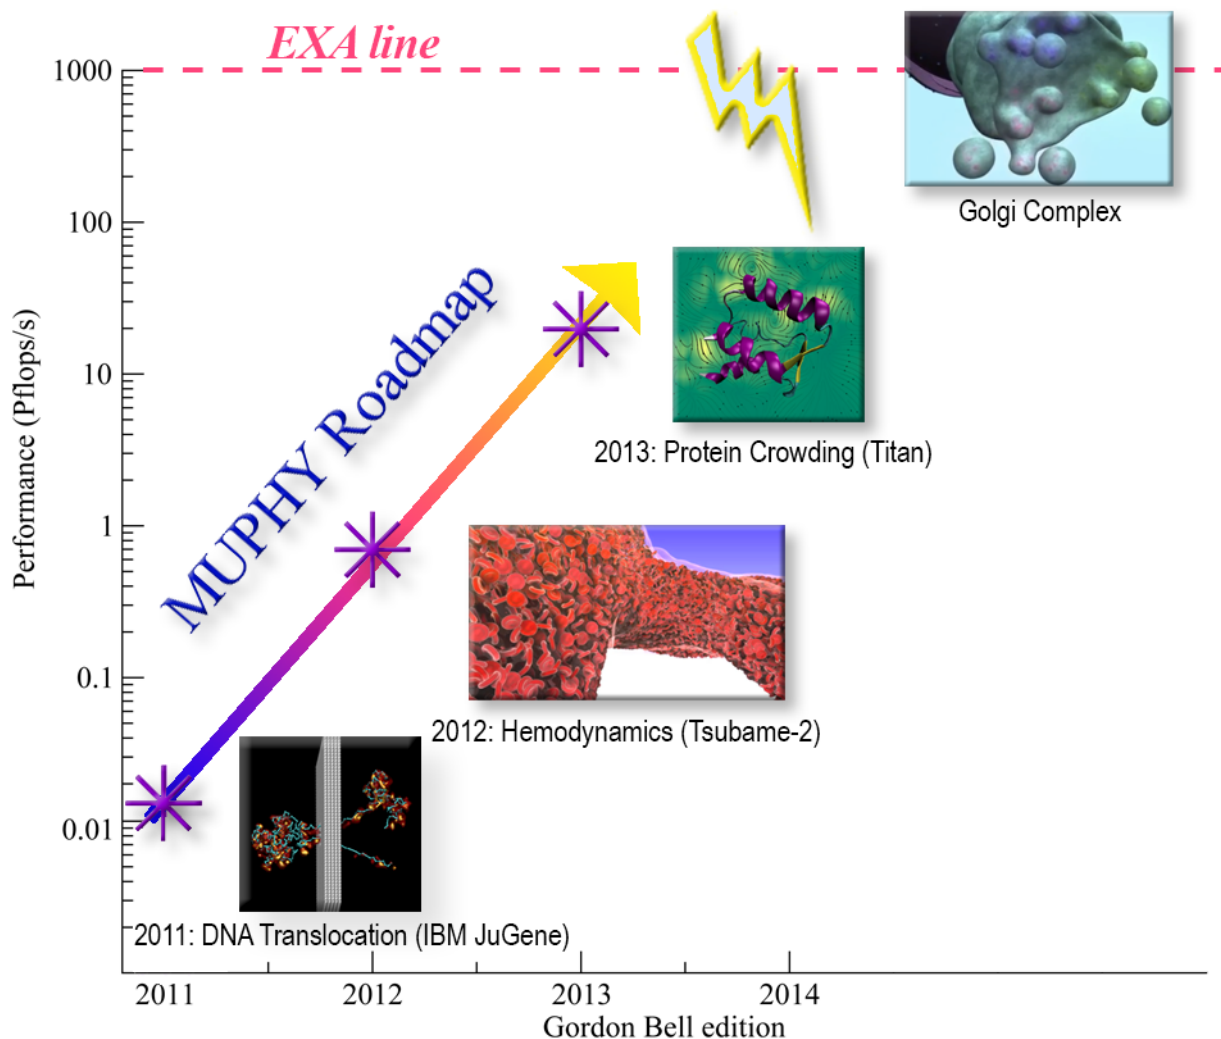 EXA line
1000
100
10
1
0.1
0.01
Performance (Pflops/s)
MUPHY Roadmap
Golgi Complex
2013: Protein Crowding (Titan)
2012: Hemodynamics (Tsubame-2)
2011: DNA Translocation (IBM JuGene)
2011 2012 2013 2014
Gordon Bell edition